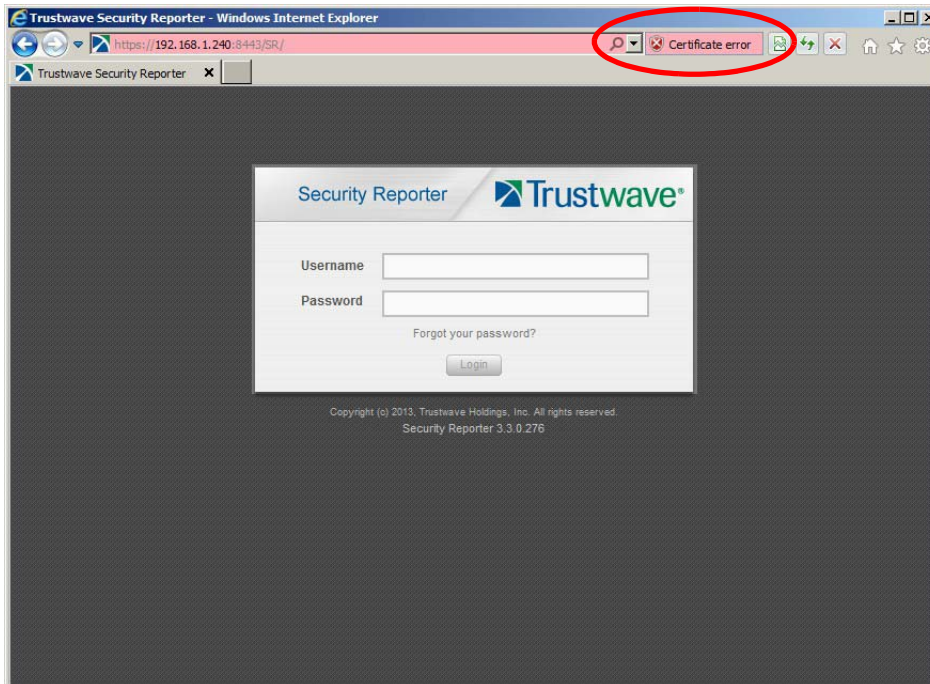 Trustwave Security Reporter - Windows Internet Explorer
https://192.168.1.240:8443/SR/
Certificate error
Trustwave Security Reporter
Security Reporter
Trustwave®
Username
Password
Forgot your password?
Login
Copyright (c) 2013, Trustwave Holdings, Inc. All rights reserved.
Security Reporter 3.3.0.276